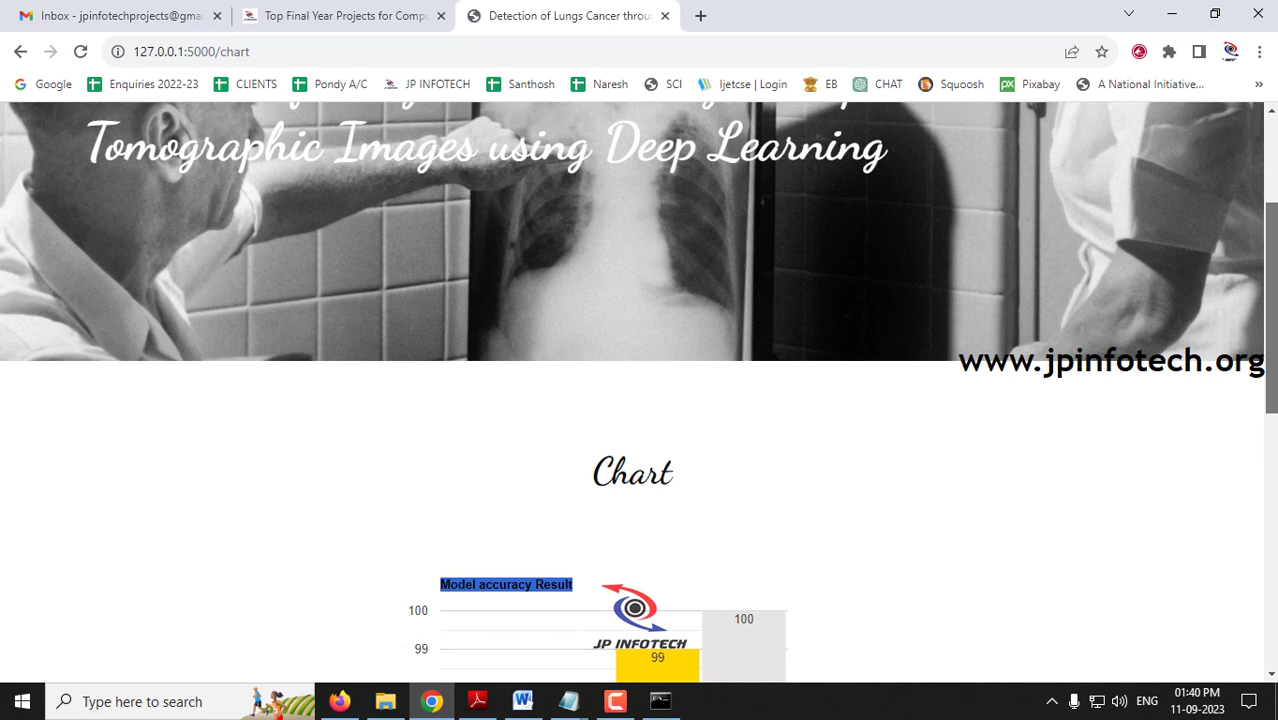 Inbox - jpinfotechprojects@gmai
Top Final Year Projects for Compu
Detection of Lungs Cancer throu
127.0.0.1:5000/chart
Google
Enquiries 2022-23
CLIENTS
Pondy A/C
JP INFOTECH
Santhosh
Naresh
SCI
Ijetcse | Login
EB
CHAT
Squoosh
Pixabay
A National Initiative...
Tomographic Images using Deep Learning
www.jpinfotech.org
Chart
Model accuracy Result
100
100
JP INFOTECH
99
99
Type here to search
ENG
01:40 PM
11-09-2023